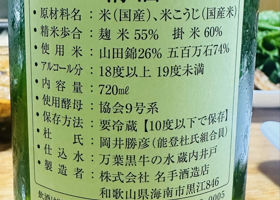 ・原材料名：米（国産）、米こうじ（国産米）
・精米歩合：麹米55% 掛米60%
・使用米：山田錦26% 五百万石74%
・アルコール分：18度以上 19度未満
・内容量：720ml
・使用酵母：協会9号系
・保存方法：要冷蔵【10度以下で保存】
・杜氏：岡井勝彦（能登杜氏組合員）
・仕込水：万葉黒牛の水 蔵内井戸
・製造者：株式会社 名手酒造店
和歌山県海南市黒江846